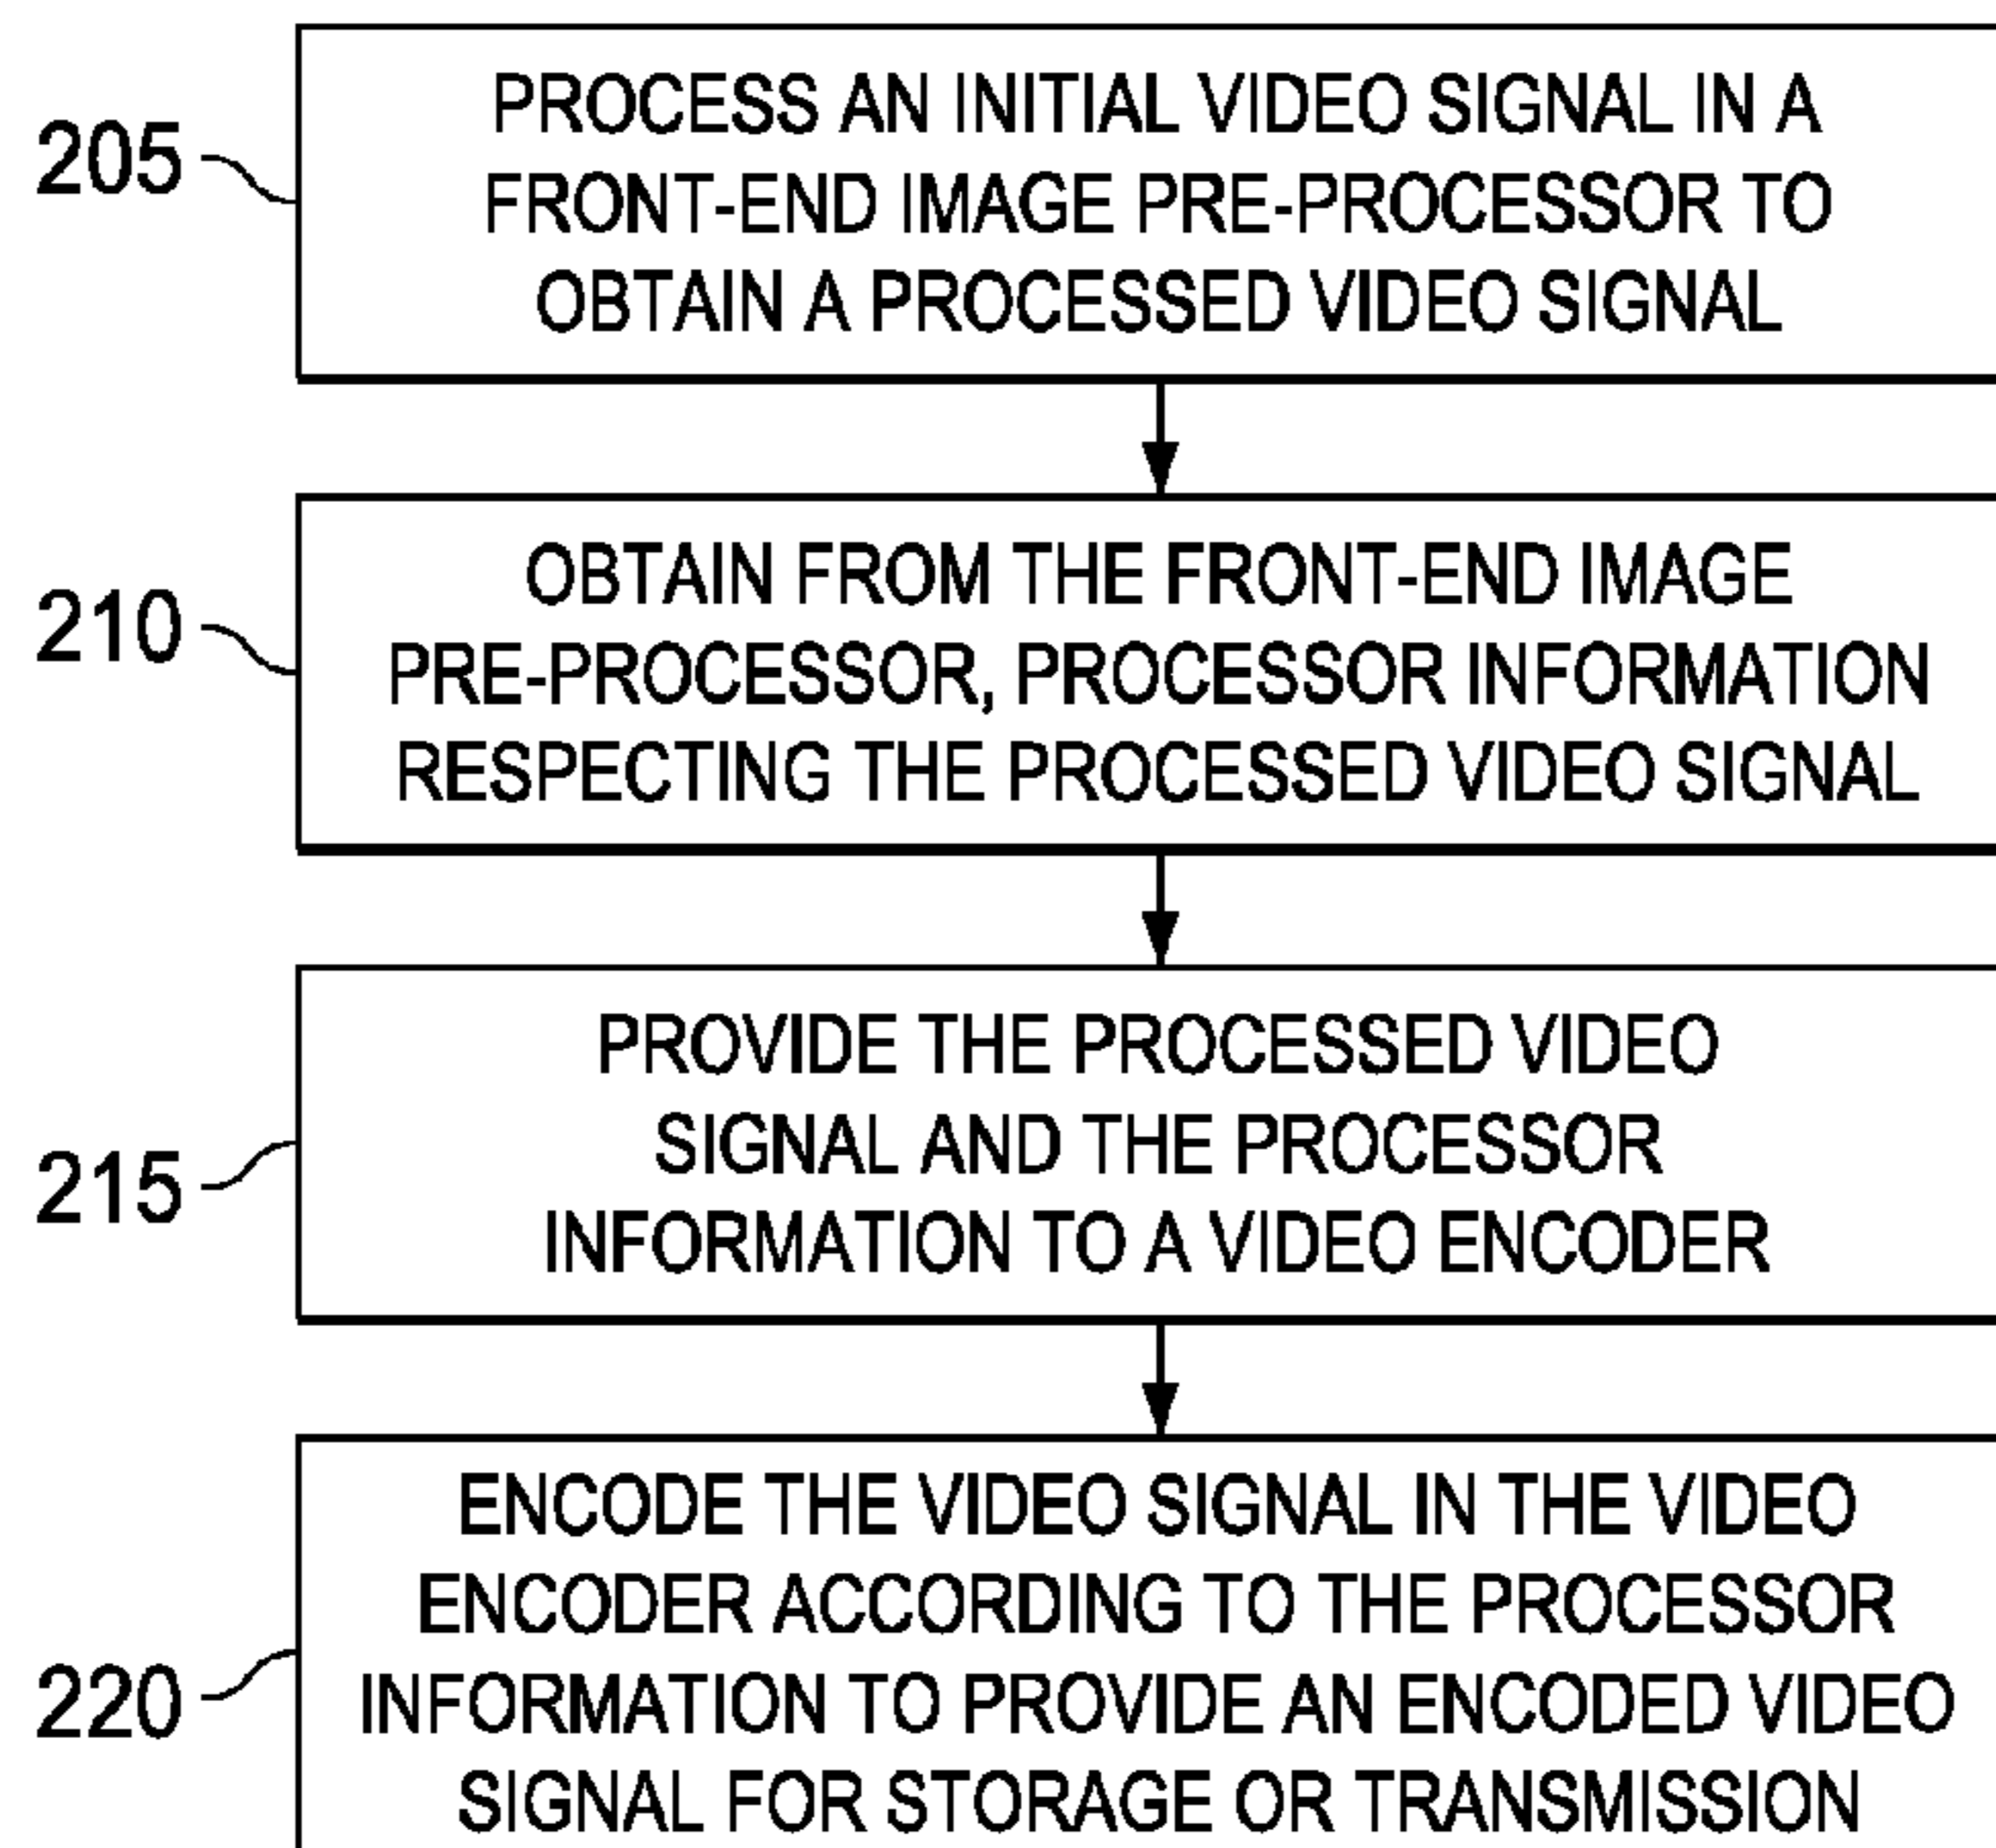 205
PROCESS AN INITIAL VIDEO SIGNAL IN A
FRONT-END IMAGE PRE-PROCESSOR TO
OBTAIN A PROCESSED VIDEO SIGNAL
210
OBTAIN FROM THE FRONT-END IMAGE
PRE-PROCESSOR, PROCESSOR INFORMATION
RESPECTING THE PROCESSED VIDEO SIGNAL
215
PROVIDE THE PROCESSED VIDEO
SIGNAL AND THE PROCESSOR
INFORMATION TO A VIDEO ENCODER
220
ENCODE THE VIDEO SIGNAL IN THE VIDEO
ENCODER ACCORDING TO THE PROCESSOR
INFORMATION TO PROVIDE AN ENCODED VIDEO
SIGNAL FOR STORAGE OR TRANSMISSION